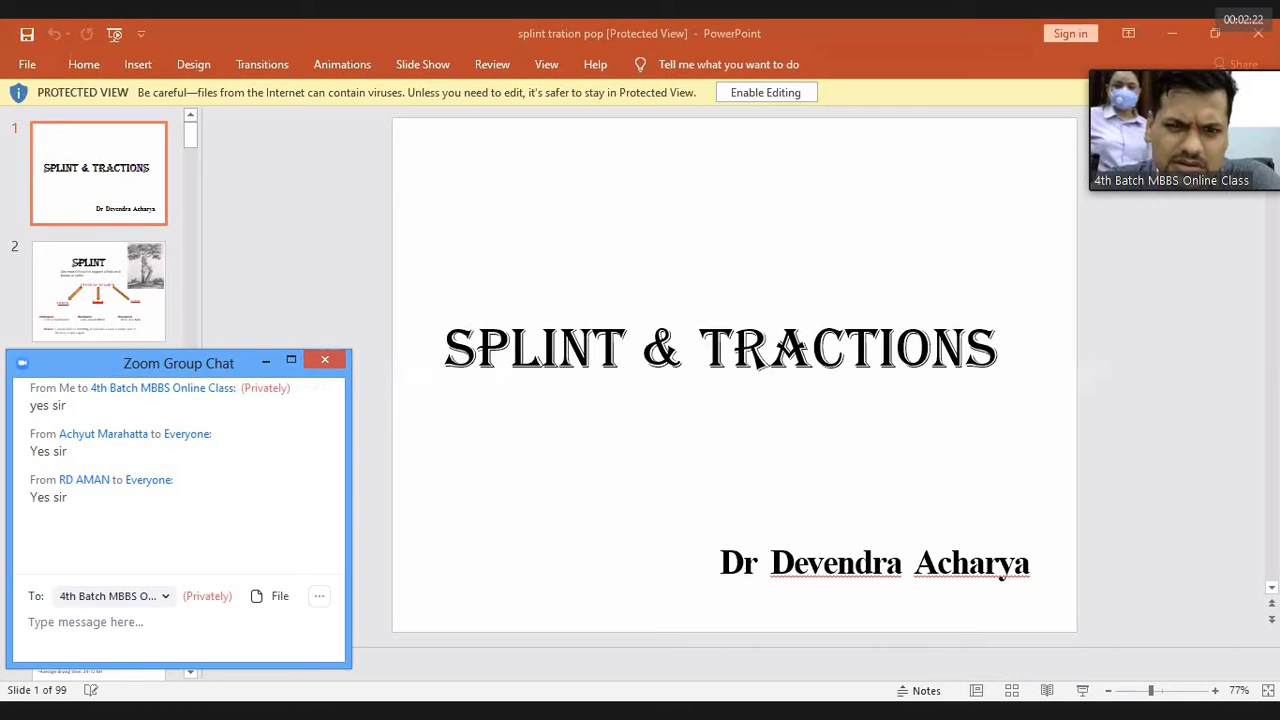 00:02:22
splint tration pop [Protected View] - PowerPoint
Sign in
File Home Insert Design Transitions Animations Slide Show Review View Help Tell me what you want to do Share
PROTECTED VIEW Be careful—files from the Internet can contain viruses. Unless you need to edit, it's safer to stay in Protected View. Enable Editing
4th Batch MBBS Online Class
1
SPLINT & TRACTIONS
Dr Devendra Acharya
2
SPLINT
SPLINT & TRACTIONS
Dr Devendra Acharya
Zoom Group Chat
From Me to 4th Batch MBBS Online Class: (Privately)
yes sir
From Achyut Marahatta to Everyone:
Yes sir
From RD AMAN to Everyone:
Yes sir
To: 4th Batch MBBS O... (Privately) File
Type message here...
Slide 1 of 99
Notes
77%